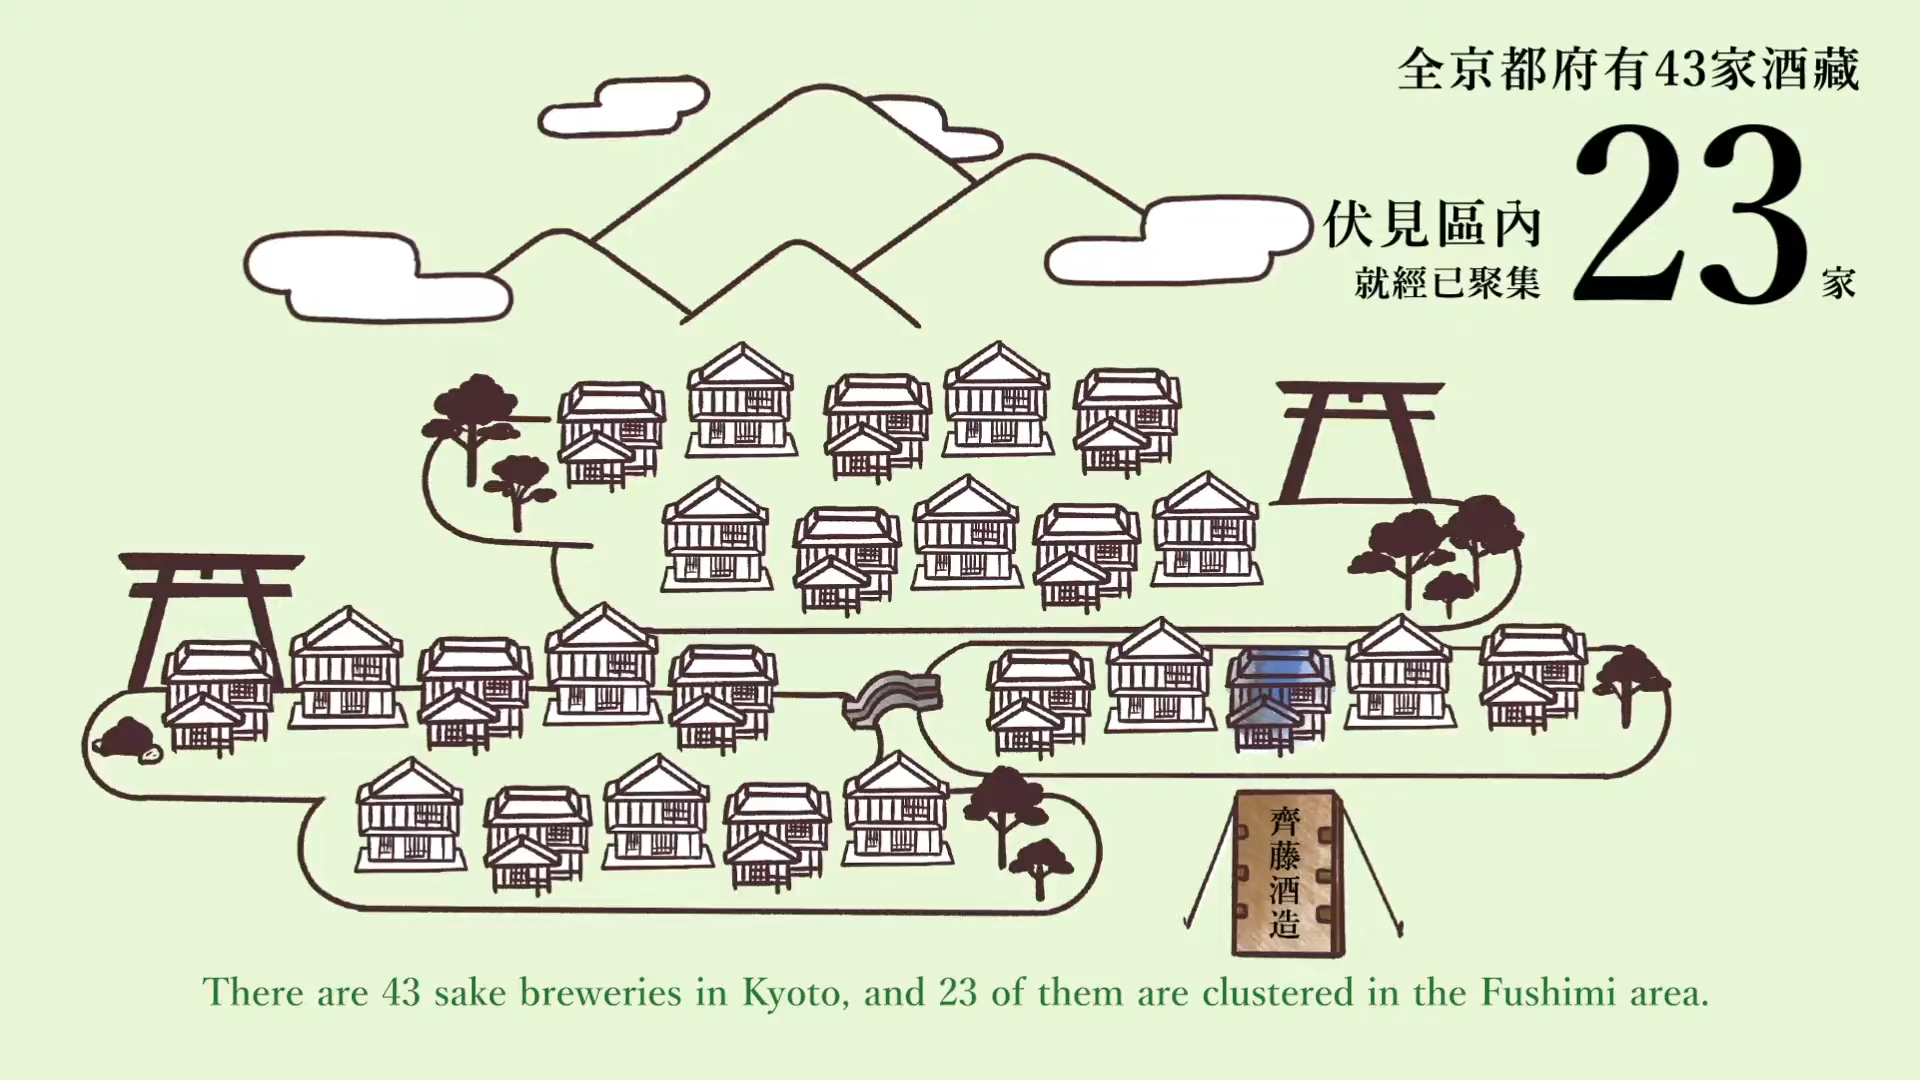 全京都府有43家酒藏
伏見區內
就經已聚集
23
家
齊藤酒造
There are 43 sake breweries in Kyoto, and 23 of them are clustered in the Fushimi area.